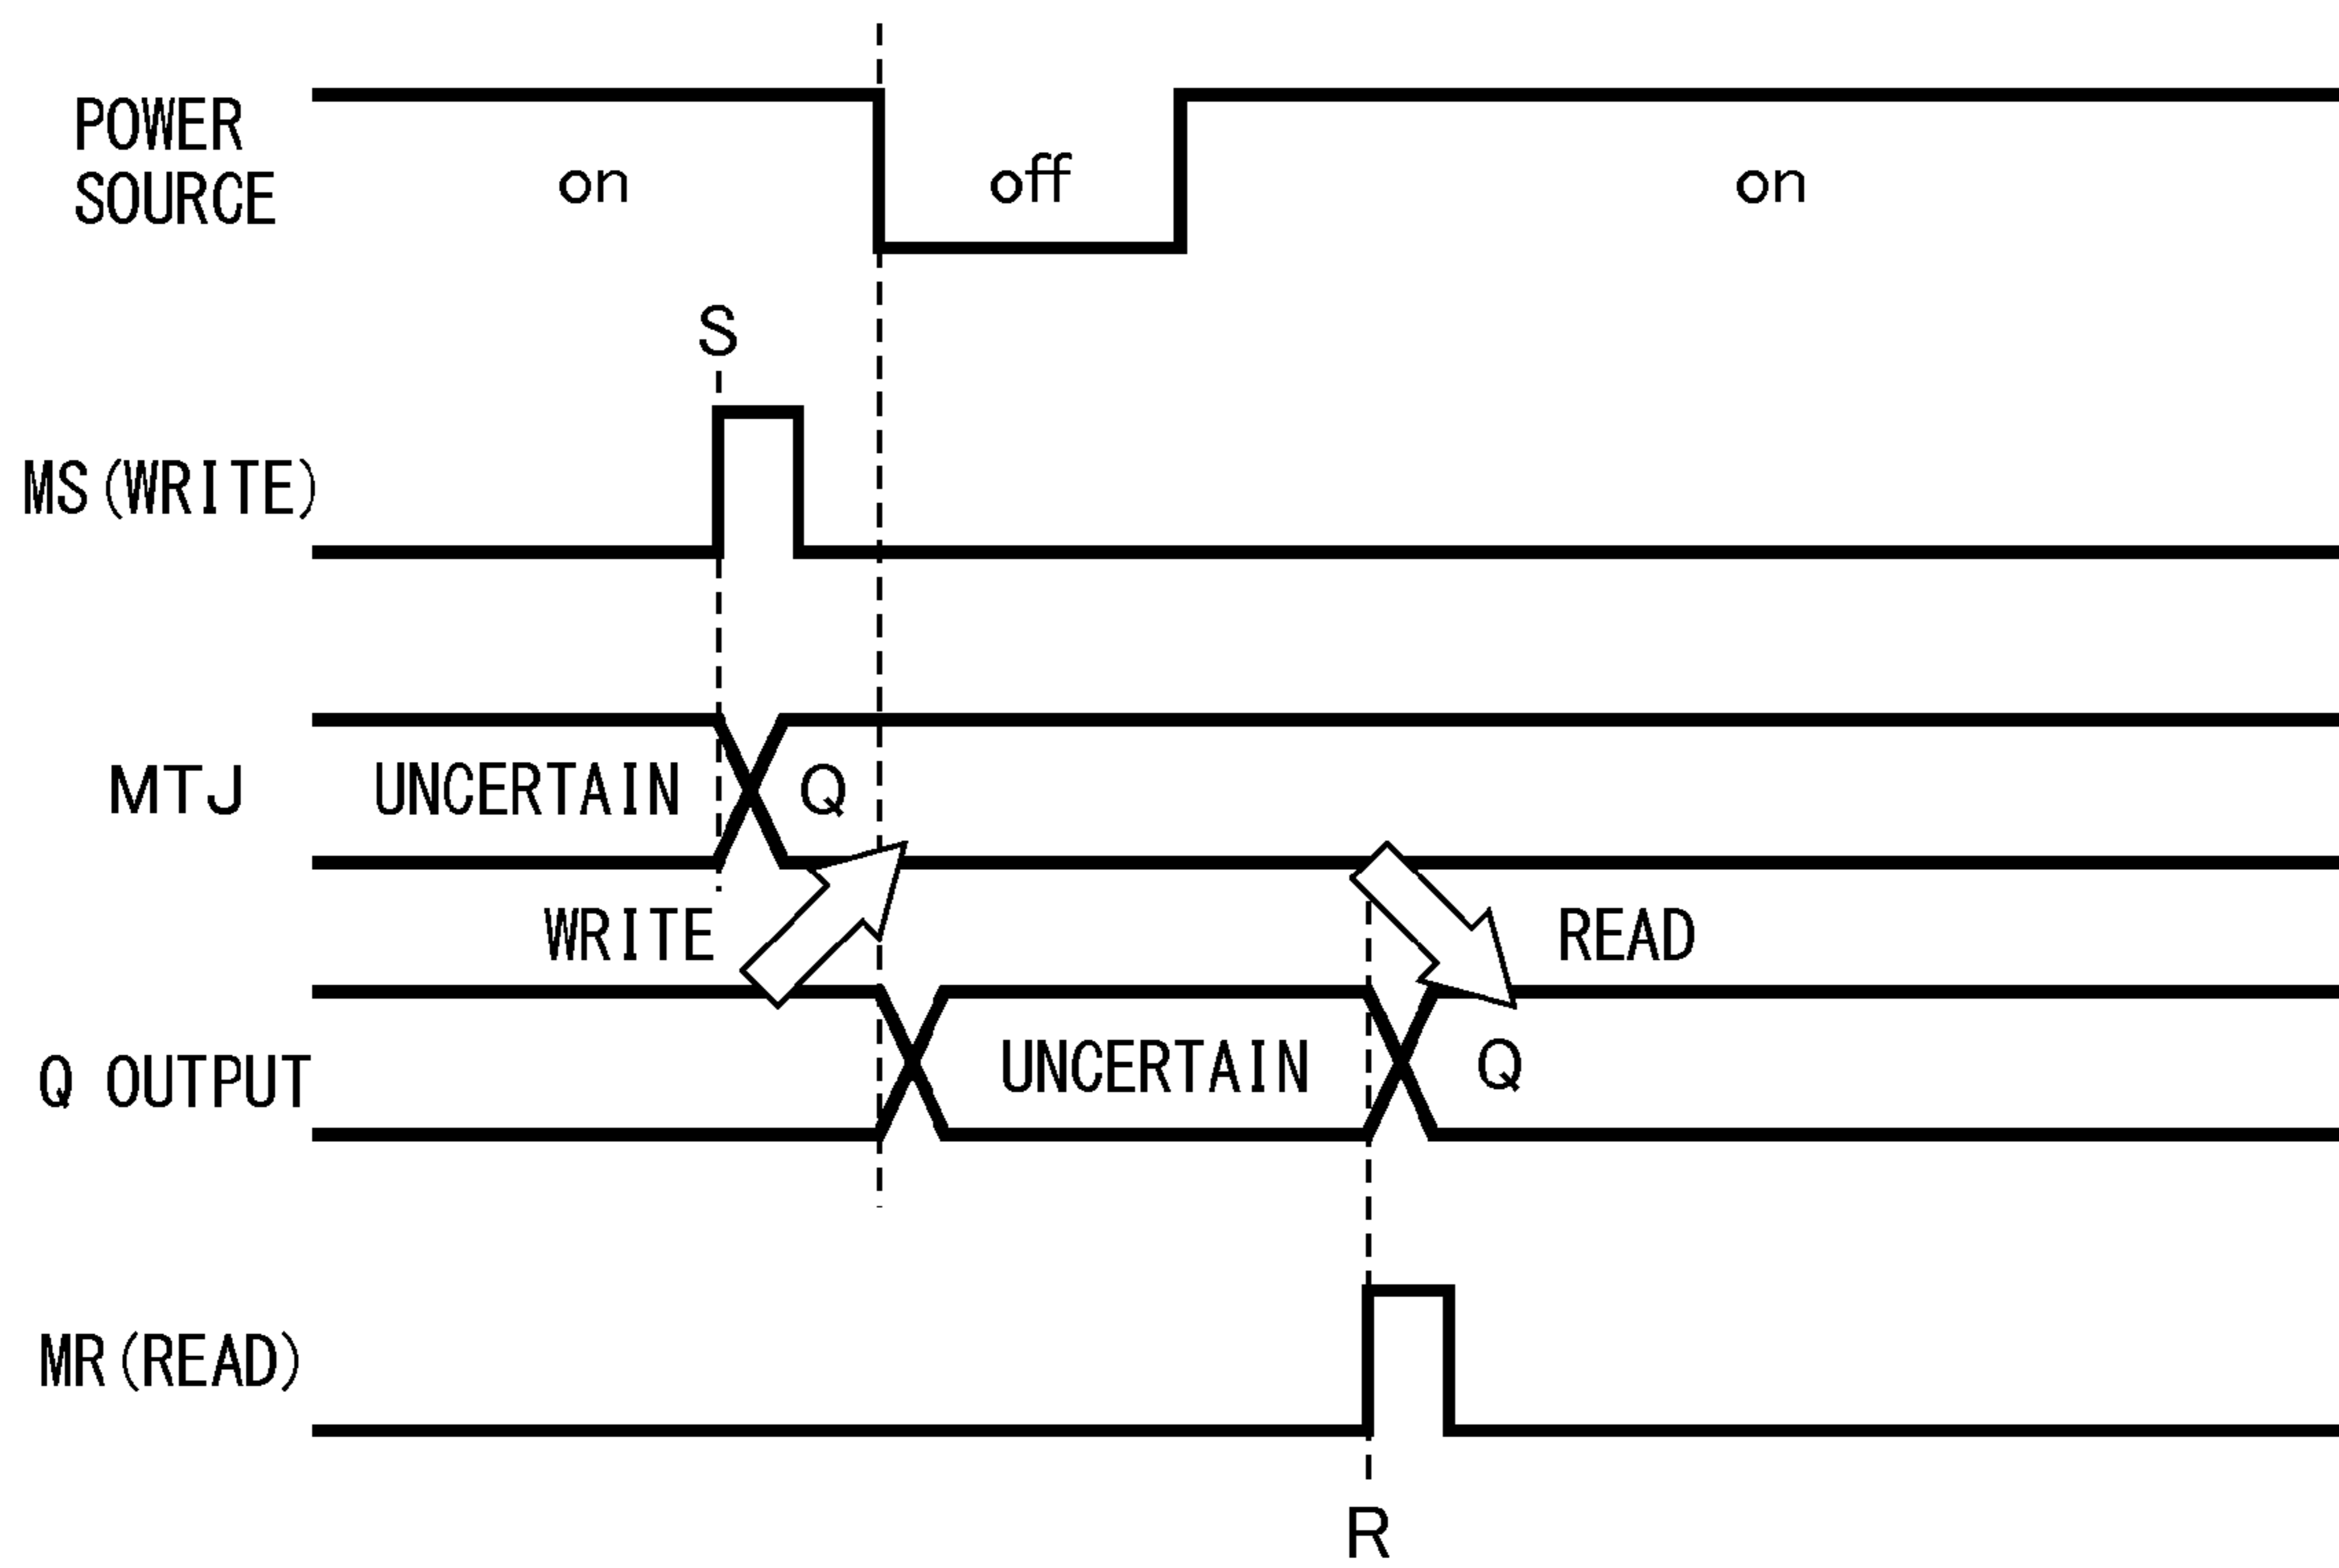 POWER
SOURCE
on
off
on
S
MS(WRITE)
MTJ
UNCERTAIN
Q
WRITE
READ
Q OUTPUT
UNCERTAIN
Q
MR(READ)
R